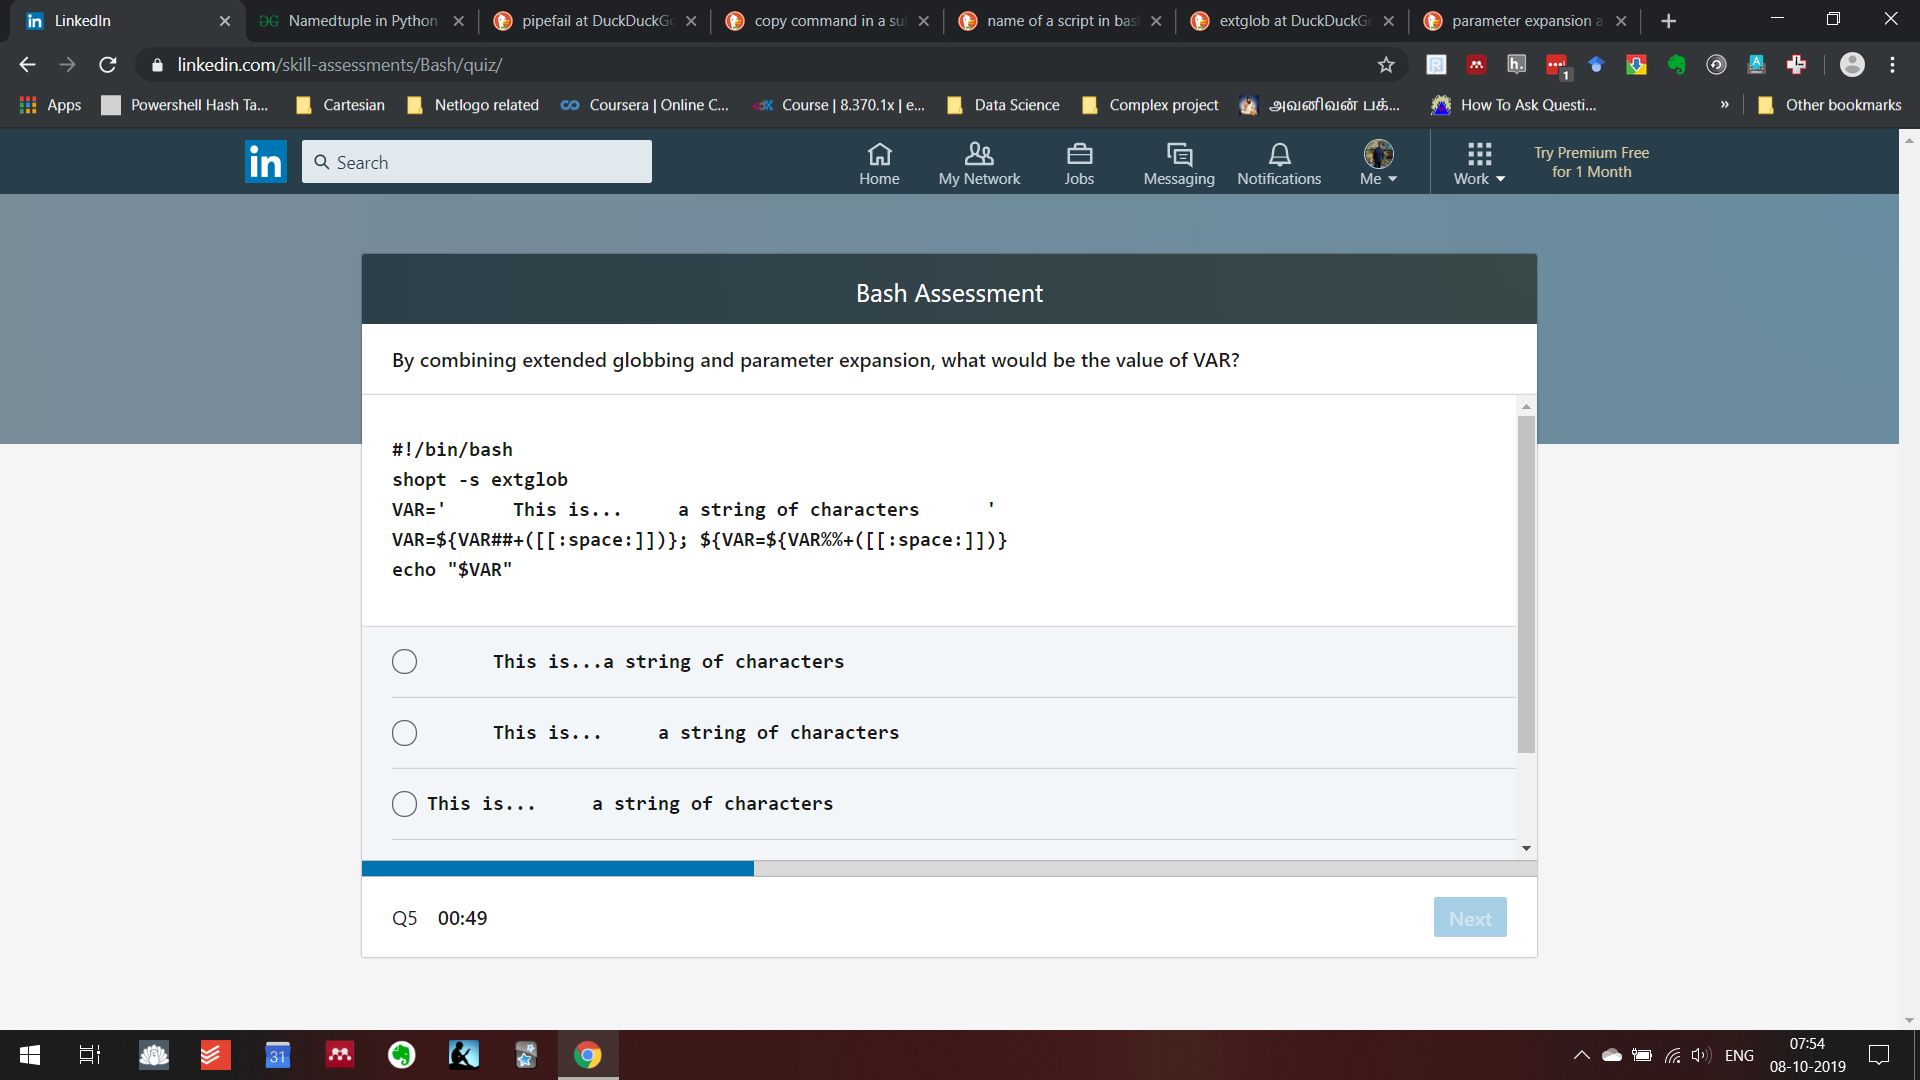 LinkedIn
Namedtuple in Python
pipefail at DuckDuckG
copy command in a su
name of a script in bas
extglob at DuckDuckG
parameter expansion a
linkedin.com/skill-assessments/Bash/quiz/
Apps
Powershell Hash Ta...
Cartesian
Netlogo related
Coursera | Online C...
Course | 8.370.1x | e...
Data Science
Complex project
அவனிவன் பக்...
How To Ask Questi...
»
Other bookmarks
in
Search
Home
My Network
Jobs
Messaging
Notifications
Me
Work
Try Premium Free
for 1 Month
Bash Assessment
By combining extended globbing and parameter expansion, what would be the value of VAR?
#!/bin/bash
shopt -s extglob
VAR='      This is...     a string of characters      '
VAR=${VAR##+([[:space:]])}; ${VAR=${VAR%%+([[:space:]])}
echo "$VAR"
This is...a string of characters
This is...     a string of characters
This is...     a string of characters
Q5 00:49
Next
31
ENG
07:54
08-10-2019